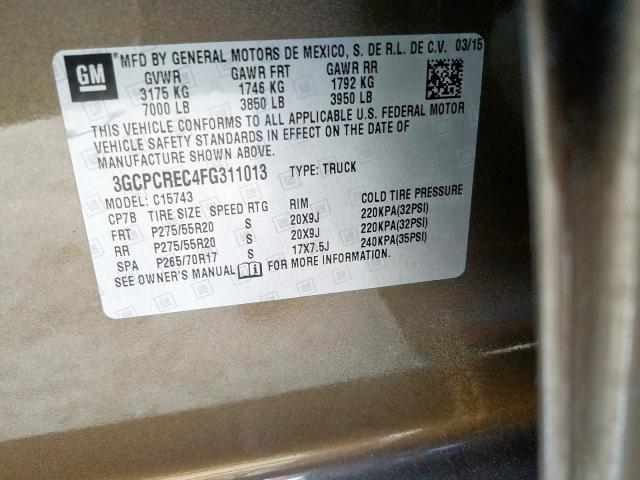 GM
MFD BY GENERAL MOTORS DE MEXICO, S. DE R.L. DE C.V. 03/15
GVWR GAWR FRT GAWR RR
3175 KG 1746 KG 1792 KG
7000 LB 3850 LB 3950 LB
THIS VEHICLE CONFORMS TO ALL APPLICABLE U.S. FEDERAL MOTOR
VEHICLE SAFETY STANDARDS IN EFFECT ON THE DATE OF
MANUFACTURE SHOWN ABOVE.
3GCPCREC4FG311013 TYPE: TRUCK
MODEL: C15743
CP7B TIRE SIZE SPEED RTG RIM COLD TIRE PRESSURE
FRT P275/55R20 S 20X9J 220KPA(32PSI)
RR P275/55R20 S 20X9J 220KPA(32PSI)
SPA P265/70R17 S 17X7.5J 240KPA(35PSI)
SEE OWNER'S MANUAL FOR MORE INFORMATION.